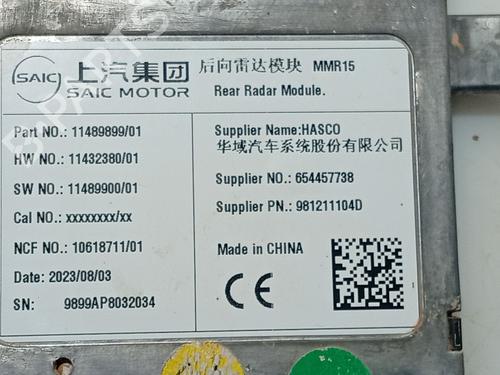 SAIC 上汽集团 后向雷达模块 MMR15
SAIC MOTOR Rear Radar Module.
Part NO.: 11489899/01
HW NO.: 11432380/01
SW NO.: 11489900/01
Cal NO.: xxxxxxxx/xx
NCF NO.: 10618711/01
Date: 2023/08/03
SN: 9899AP8032034
Supplier Name:HASCO
华域汽车系统股份有限公司
Supplier NO.: 654457738
Supplier PN.: 981211104D
Made in CHINA
CE